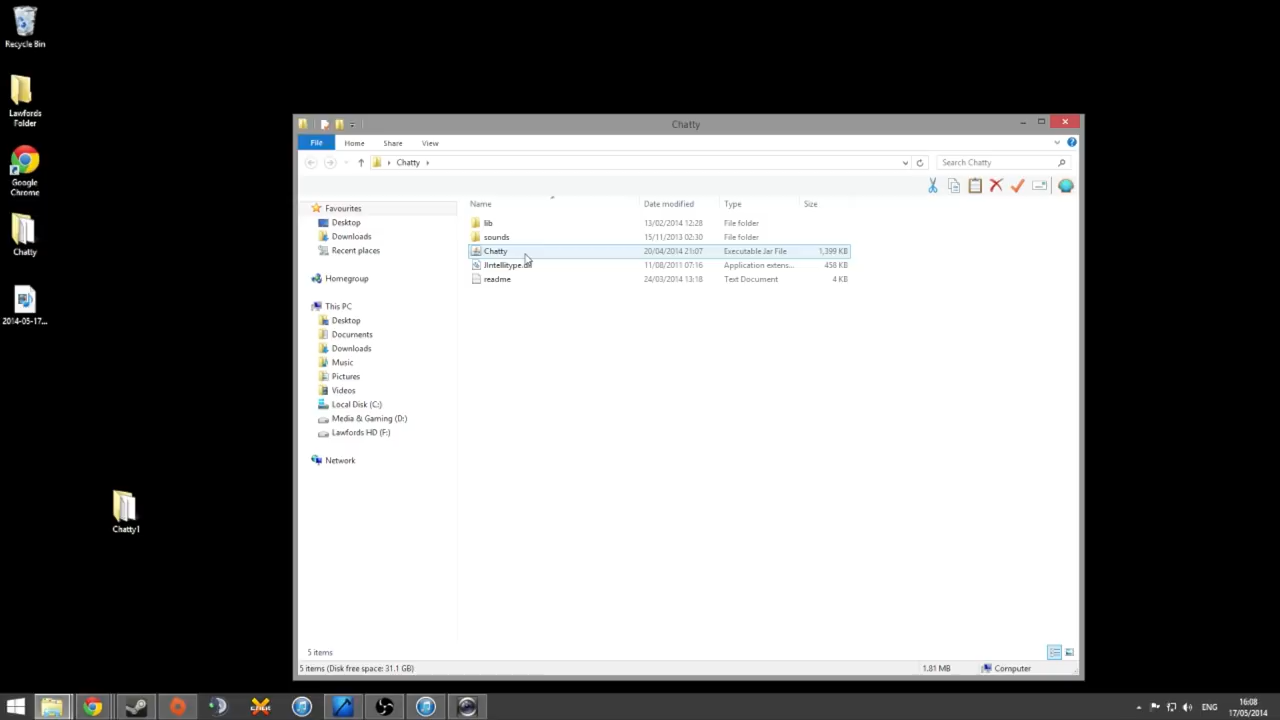 Recycle Bin
Lawfords
Folder
Google
Chrome
Chatty
2014-05-17...
Chatty1
Chatty
File
Home
Share
View
Chatty
Search Chatty
Favourites
Desktop
Downloads
Recent places
Homegroup
This PC
Desktop
Documents
Downloads
Music
Pictures
Videos
Local Disk (C:)
Media & Gaming (D:)
Lawfords HD (F:)
Network
Name Date modified Type Size
lib 13/02/2014 12:28 File folder
sounds 15/11/2013 02:30 File folder
Chatty 20/04/2014 21:07 Executable Jar File 1,399 KB
JIntellitype.dll 11/08/2011 07:16 Application extens... 458 KB
readme 24/03/2014 13:18 Text Document 4 KB
5 items
5 items (Disk free space: 31.1 GB)
1.81 MB
Computer
ENG
16:08
17/05/2014